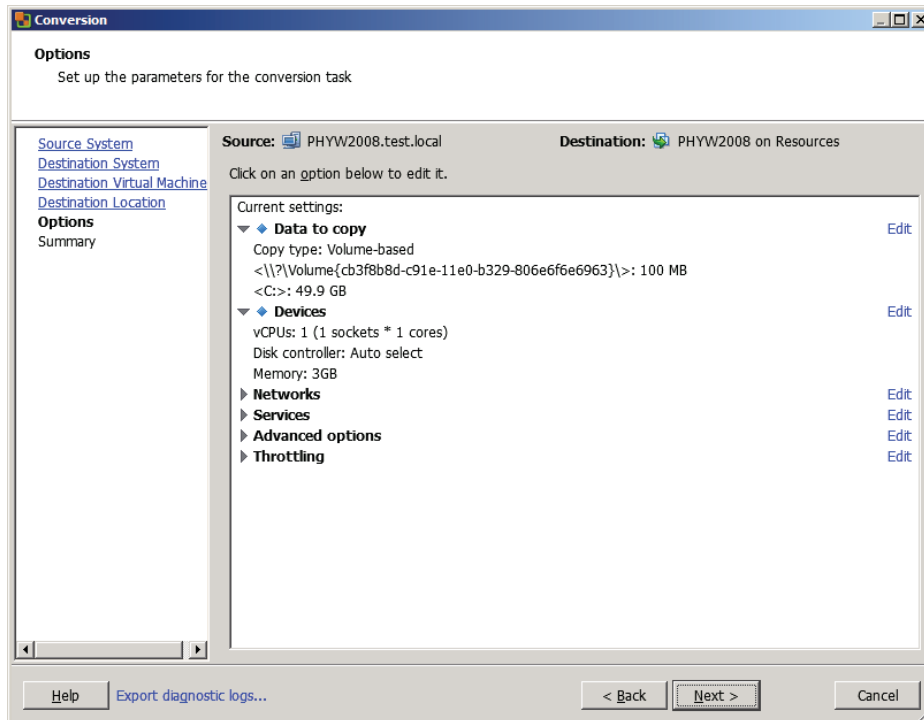 Conversion
Options
Set up the parameters for the conversion task
Source System
Destination System
Destination Virtual Machine
Destination Location
Options
Summary
Source: PHYW2008.test.local Destination: PHYW2008 on Resources
Click on an option below to edit it.
Current settings:
Data to copy Edit
Copy type: Volume-based
<\\?\Volume{cb3f8b8d-c91e-11e0-b329-806e6f6e6963}\>: 100 MB
<C:>: 49.9 GB
Devices Edit
vCPUs: 1 (1 sockets * 1 cores)
Disk controller: Auto select
Memory: 3GB
Networks Edit
Services Edit
Advanced options Edit
Throttling Edit
Help Export diagnostic logs... < Back Next > Cancel